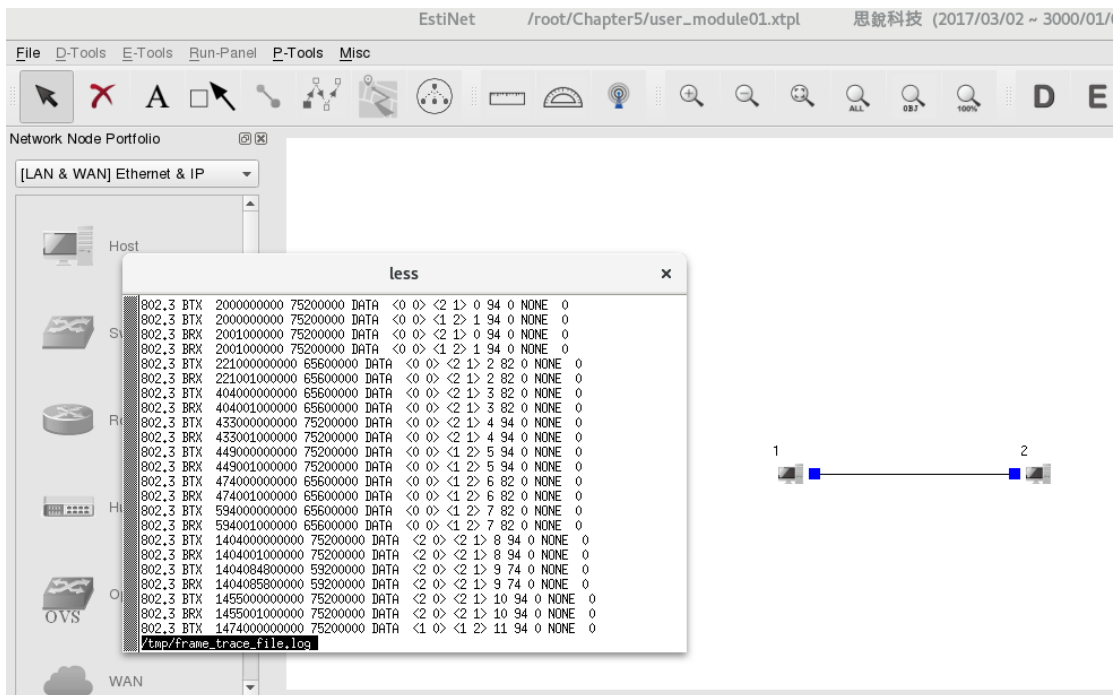 EstiNet /root/Chapter5/user_module01.xtpl 思銳科技 (2017/03/02 ~ 3000/01/
File D-Tools E-Tools Run-Panel P-Tools Misc
A ALL OBJ 100% D E
Network Node Portfolio
[LAN & WAN] Ethernet & IP
Host
less
802.3 BTX 2000000000 75200000 DATA <0 0> <2 1> 0 94 0 NONE 0
802.3 BTX 2000000000 75200000 DATA <0 0> <1 2> 1 94 0 NONE 0
802.3 BRX 2001000000 75200000 DATA <0 0> <2 1> 0 94 0 NONE 0
802.3 BRX 2001000000 75200000 DATA <0 0> <1 2> 1 94 0 NONE 0
802.3 BTX 221000000000 65600000 DATA <0 0> <2 1> 2 82 0 NONE 0
802.3 BRX 221001000000 65600000 DATA <0 0> <2 1> 2 82 0 NONE 0
802.3 BTX 404000000000 65600000 DATA <0 0> <2 1> 3 82 0 NONE 0
802.3 BRX 404001000000 65600000 DATA <0 0> <2 1> 3 82 0 NONE 0
802.3 BTX 433000000000 75200000 DATA <0 0> <2 1> 4 94 0 NONE 0
802.3 BRX 433001000000 75200000 DATA <0 0> <2 1> 4 94 0 NONE 0
802.3 BTX 449000000000 75200000 DATA <0 0> <1 2> 5 94 0 NONE 0
802.3 BRX 449001000000 75200000 DATA <0 0> <1 2> 5 94 0 NONE 0
802.3 BTX 474000000000 65600000 DATA <0 0> <1 2> 6 82 0 NONE 0
802.3 BRX 474001000000 65600000 DATA <0 0> <1 2> 6 82 0 NONE 0
802.3 BTX 594000000000 65600000 DATA <0 0> <1 2> 7 82 0 NONE 0
802.3 BRX 594001000000 65600000 DATA <0 0> <1 2> 7 82 0 NONE 0
802.3 BTX 1404000000000 75200000 DATA <2 0> <2 1> 8 94 0 NONE 0
802.3 BRX 1404001000000 75200000 DATA <2 0> <2 1> 8 94 0 NONE 0
802.3 BTX 1404084800000 59200000 DATA <2 0> <2 1> 9 74 0 NONE 0
802.3 BRX 1404085800000 59200000 DATA <2 0> <2 1> 9 74 0 NONE 0
802.3 BTX 1455000000000 75200000 DATA <2 0> <2 1> 10 94 0 NONE 0
802.3 BRX 1455001000000 75200000 DATA <2 0> <2 1> 10 94 0 NONE 0
802.3 BTX 1474000000000 75200000 DATA <1 0> <1 2> 11 94 0 NONE 0
/tmp/frame_trace_file.log
1 2
OVS
WAN